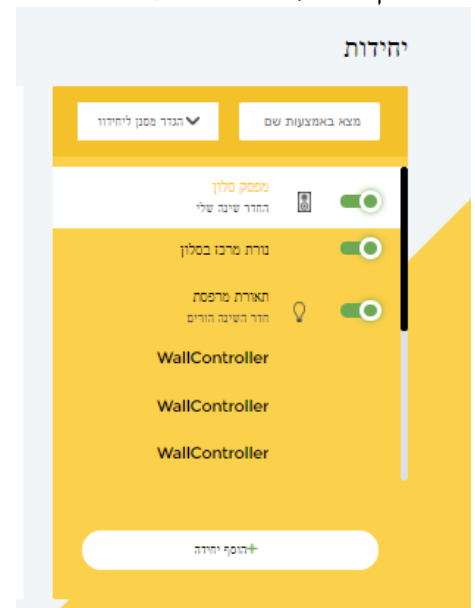 יחידות
מצא באמצעות שם
הגדר מסנן ליחידוו
מפסק סלון
החדר שינה שלי
נורת מרכז בסלון
תאורת מרפסת
חדר השינה הורים
WallController
WallController
WallController
+הוסף יחידה